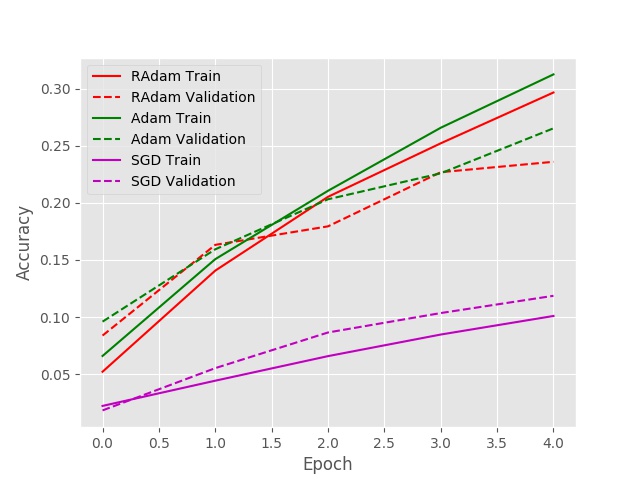 RAdam Train
RAdam Validation
Adam Train
Adam Validation
SGD Train
SGD Validation
Accuracy
0.30
0.25
0.20
0.15
0.10
0.05
0.0 0.5 1.0 1.5 2.0 2.5 3.0 3.5 4.0
Epoch